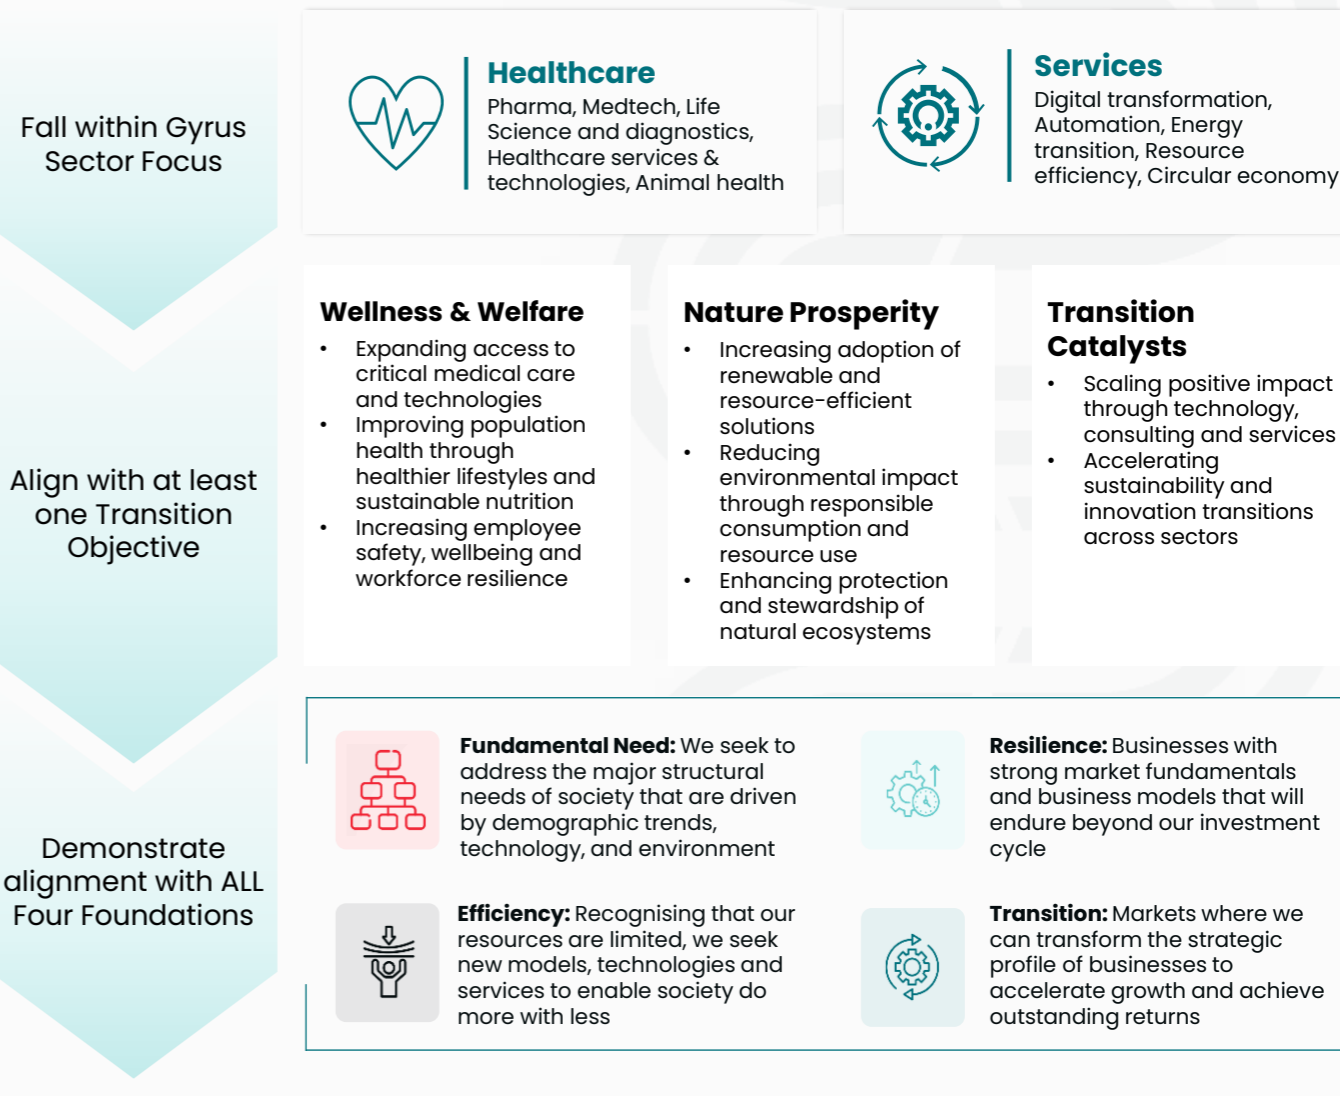 Fall within Gyrus
Sector Focus
Healthcare
Pharma, Medtech, Life
Science and diagnostics,
Healthcare services &
technologies, Animal health
Services
Digital transformation,
Automation, Energy
transition, Resource
efficiency, Circular economy
Align with at least
one Transition
Objective
Wellness & Welfare
• Expanding access to
critical medical care
and technologies
• Improving population
health through
healthier lifestyles and
sustainable nutrition
• Increasing employee
safety, wellbeing and
workforce resilience
Nature Prosperity
• Increasing adoption of
renewable and
resource-efficient
solutions
• Reducing
environmental impact
through responsible
consumption and
resource use
• Enhancing protection
and stewardship of
natural ecosystems
Transition
Catalysts
• Scaling positive impact
through technology,
consulting and services
• Accelerating
sustainability and
innovation transitions
across sectors
Demonstrate
alignment with ALL
Four Foundations
Fundamental Need: We seek to
address the major structural
needs of society that are driven
by demographic trends,
technology, and environment
Resilience: Businesses with
strong market fundamentals
and business models that will
endure beyond our investment
cycle
Efficiency: Recognising that our
resources are limited, we seek
new models, technologies and
services to enable society do
more with less
Transition: Markets where we
can transform the strategic
profile of businesses to
accelerate growth and achieve
outstanding returns